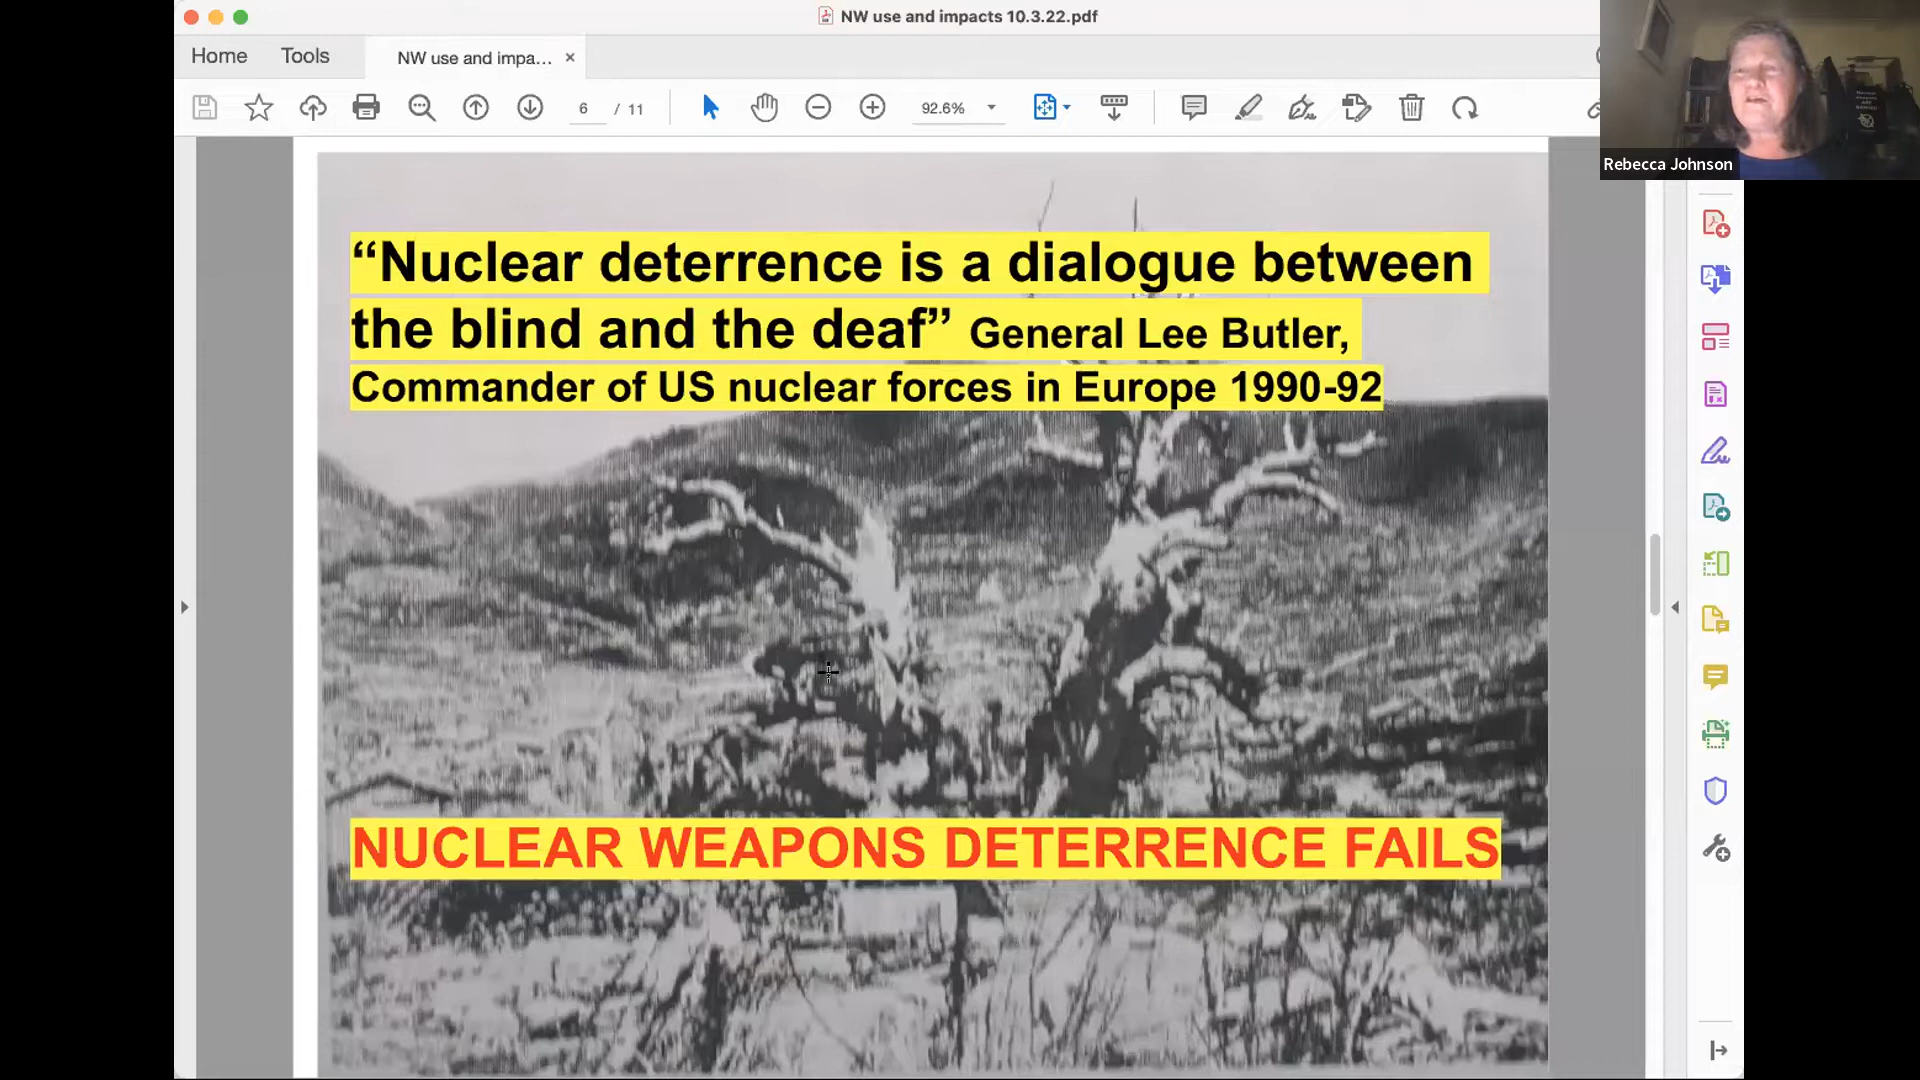 NW use and impacts 10.3.22.pdf
Home
Tools
NW use and impa...
6 / 11
92.6%
Rebecca Johnson
“Nuclear deterrence is a dialogue between
the blind and the deaf” General Lee Butler,
Commander of US nuclear forces in Europe 1990-92
NUCLEAR WEAPONS DETERRENCE FAILS